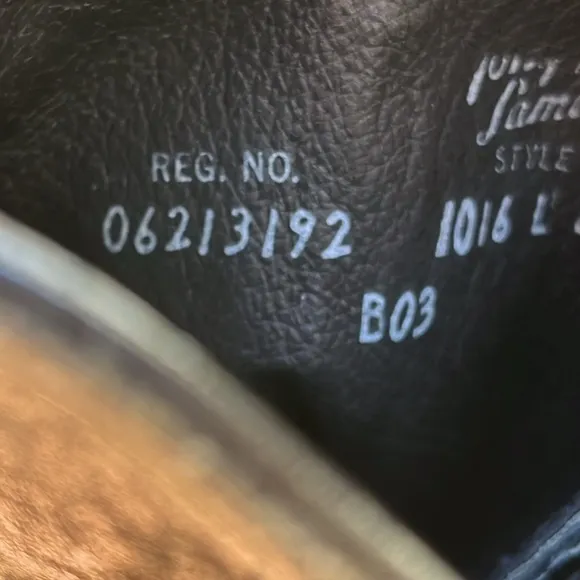 REG. NO.
06213192
STYLE
1016 L
B03